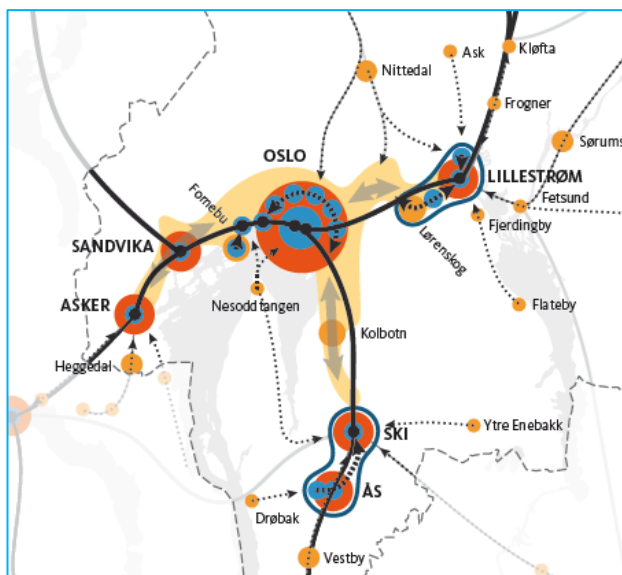 Kløfta
Ask
Nittedal
Frogner
Sørums
OSLO
LILLESTRØM
Fetsund
Fornebu
Fjerdingby
SANDVIKA
Lørenskog
Nesoddtangen
ASKER
Flateby
Kolbotn
Heggedal
SKI
Ytre Enebakk
ÅS
Drøbak
Vestby